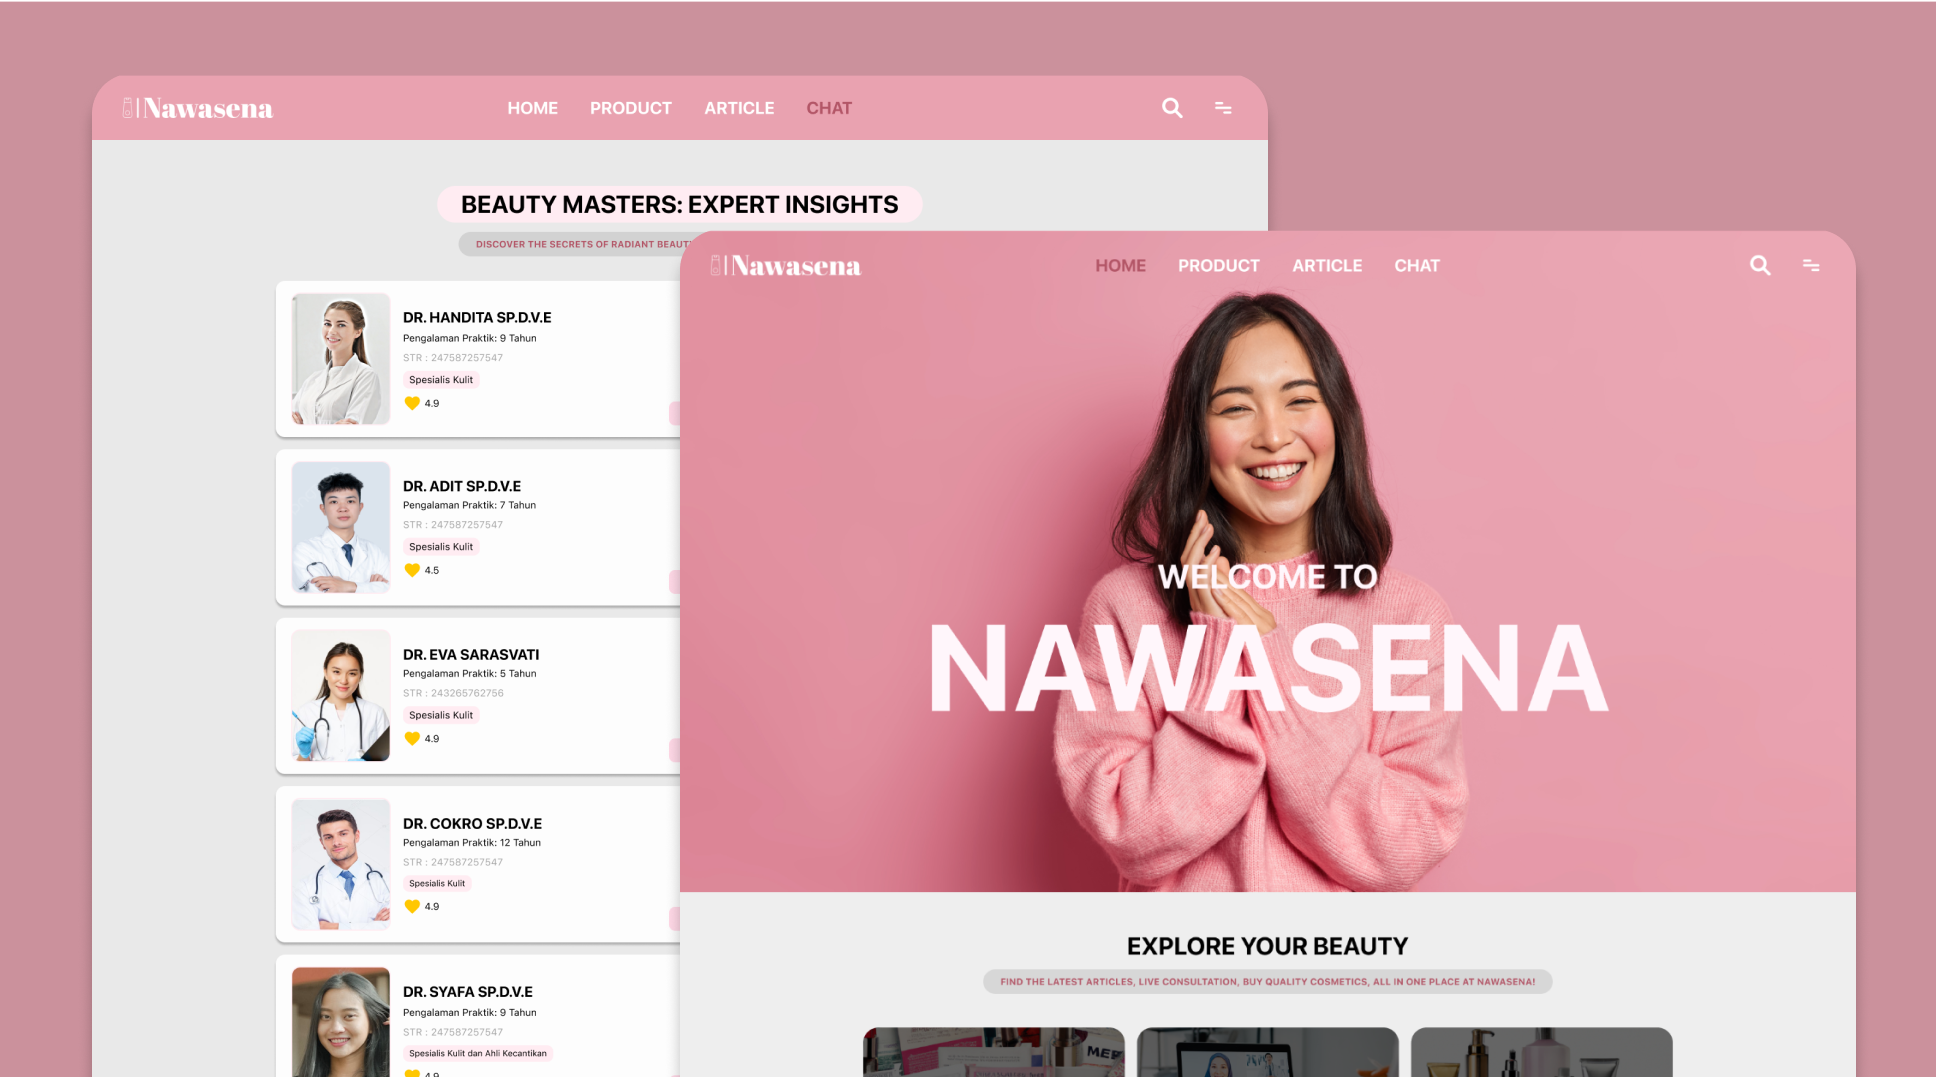 Nawasena
HOME PRODUCT ARTICLE CHAT
BEAUTY MASTERS: EXPERT INSIGHTS
DISCOVER THE SECRETS OF RADIANT
DR. HANDITA SP.D.V.E
Pengalaman Praktik: 9 Tahun
STR : 247587257547
Spesialis Kulit
4.9
DR. ADIT SP.D.V.E
Pengalaman Praktik: 7 Tahun
STR : 247587257547
Spesialis Kulit
4.5
DR. EVA SARASVATI
Pengalaman Praktik: 5 Tahun
STR : 243265762756
Spesialis Kulit
4.9
DR. COKRO SP.D.V.E
Pengalaman Praktik: 12 Tahun
STR : 247587257547
Spesialis Kulit
4.9
DR. SYAFA SP.D.V.E
Pengalaman Praktik: 9 Tahun
STR : 247587257547
Spesialis Kulit dan Ahli Kecantikan
4.9
Nawasena
HOME PRODUCT ARTICLE CHAT
WELCOME TO
NAWASENA
EXPLORE YOUR BEAUTY
FIND THE LATEST ARTICLES, LIVE CONSULTATION, BUY QUALITY COSMETICS, ALL IN ONE PLACE AT NAWASENA!